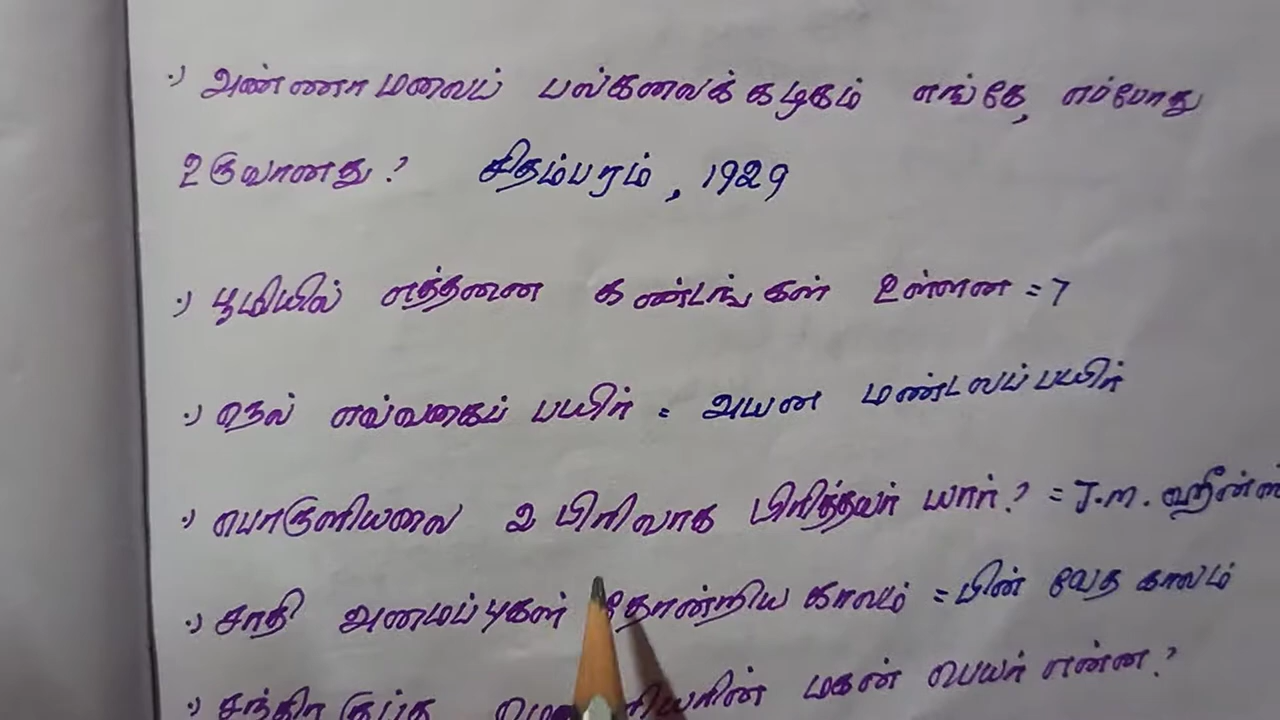 ·) அண்ணாமலைப் பல்கலைக்கழகம் எங்கே, எப்போது
உருவானது? சிதம்பரம், 1929
·) பூமியில் எத்தனை கண்டங்கள் உள்ளன = 7
·) நெல் எவ்வகைப் பயிர் = அயன மண்டலப் பயிர்
·) பொருளியலை 2 பிரிவாக பிரித்தவர் யார்? = J.M.
·) சாதி அமைப்புகள் தோன்றிய காலம் = பின் வேத காலம்
·) சந்திர குப்த மகன் பெயர் என்ன?